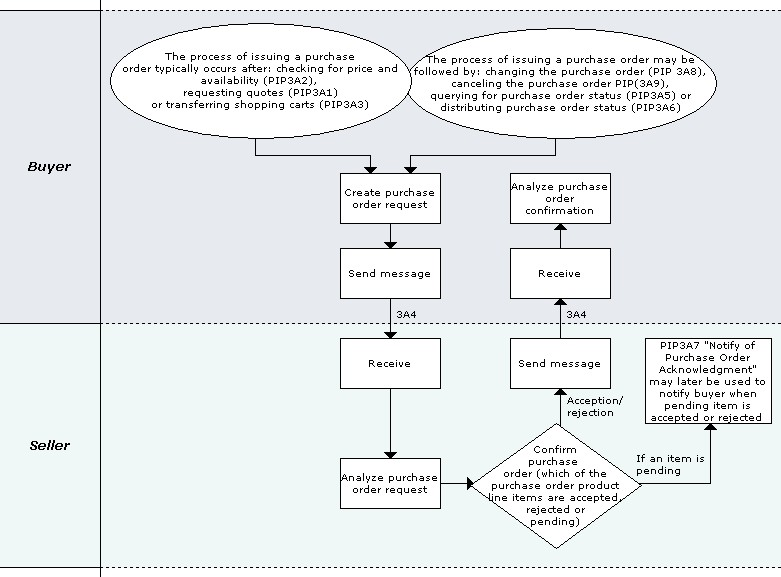 The process of issuing a purchase
order typically occurs after: checking for price and
availability (PIP3A2),
requesting quotes (PIP3A1)
or transferring shopping carts (PIP3A3)
The process of issuing a purchase order may be
followed by: changing the purchase order (PIP 3A8),
canceling the purchase order PIP(3A9),
querying for purchase order status (PIP3A5) or
distributing purchase order status (PIP3A6)
Buyer
Create purchase
order request
Analyze purchase
order
confirmation
Send message
Receive
3A4
3A4
Seller
Receive
Send message
PIP3A7 "Notify of
Purchase Order
Acknowledgment"
may later be used to
notify buyer when
pending item is
accepted or rejected
Acception/
rejection
Analyze purchase
order request
Confirm
purchase
order (which of the
purchase order product
line items are accepted,
rejected or
pending)
If an item is
pending